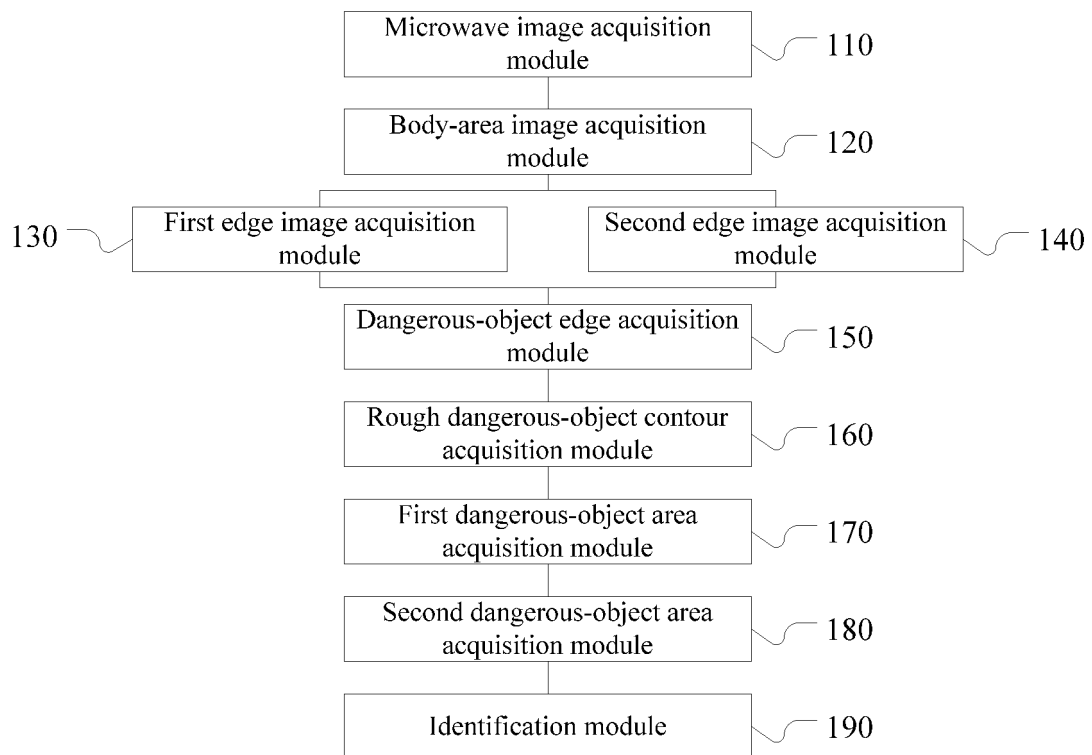 Microwave image acquisition
module
110
Body-area image acquisition
module
120
First edge image acquisition
module
130
Second edge image acquisition
module
140
Dangerous-object edge acquisition
module
150
Rough dangerous-object contour
acquisition module
160
First dangerous-object area
acquisition module
170
Second dangerous-object area
acquisition module
180
Identification module
190